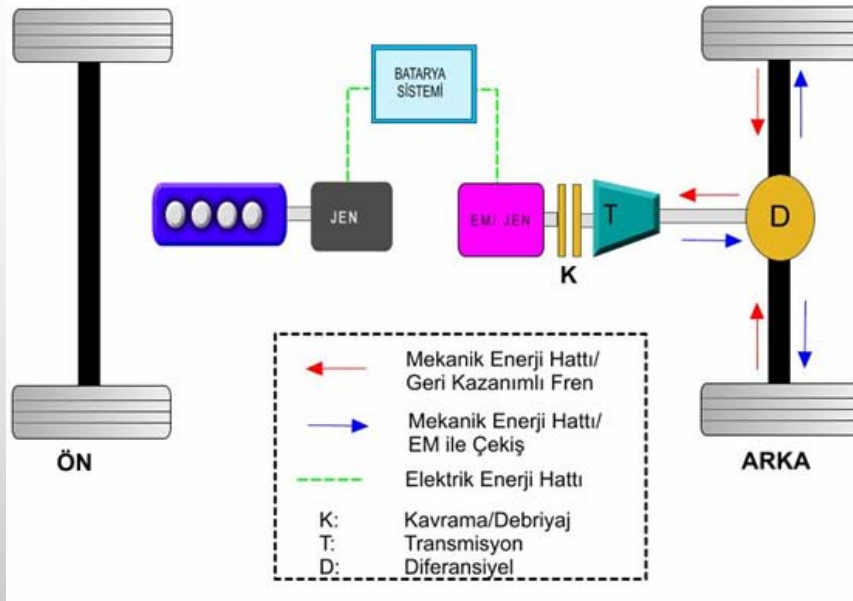 BATARYA
SİSTEMİ
JEN
EM/ JEN
T
D
K
ÖN
ARKA
Mekanik Enerji Hattı/
Geri Kazanımlı Fren
Mekanik Enerji Hattı/
EM ile Çekiş
Elektrik Enerji Hattı
K: Kavrama/Debriyaj
T: Transmisyon
D: Diferansiyel